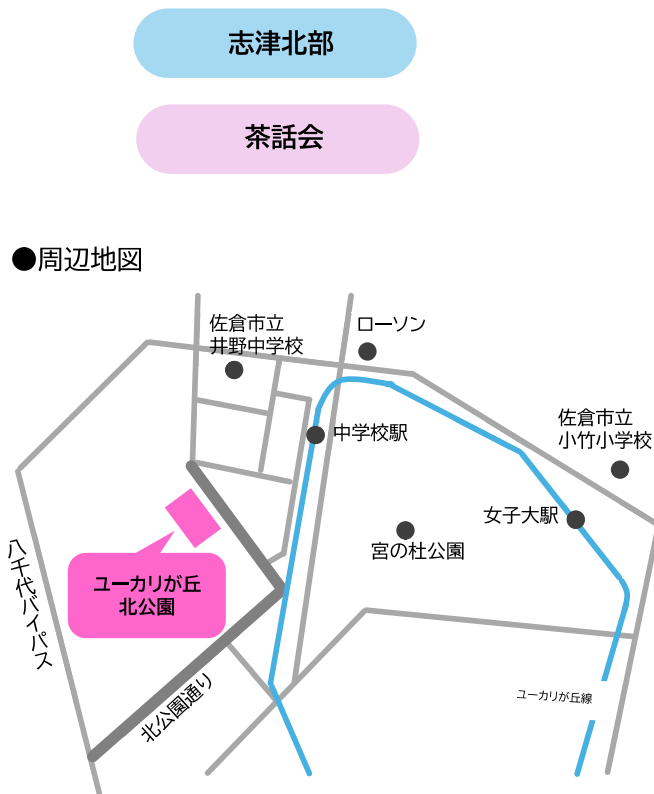 志津北部
茶話会
●周辺地図
佐倉市立
井野中学校
ローソン
中学校駅
佐倉市立
小竹小学校
女子大駅
宮の杜公園
八千代バイパス
ユーカリが丘
北公園
北公園通り
ユーカリが丘線